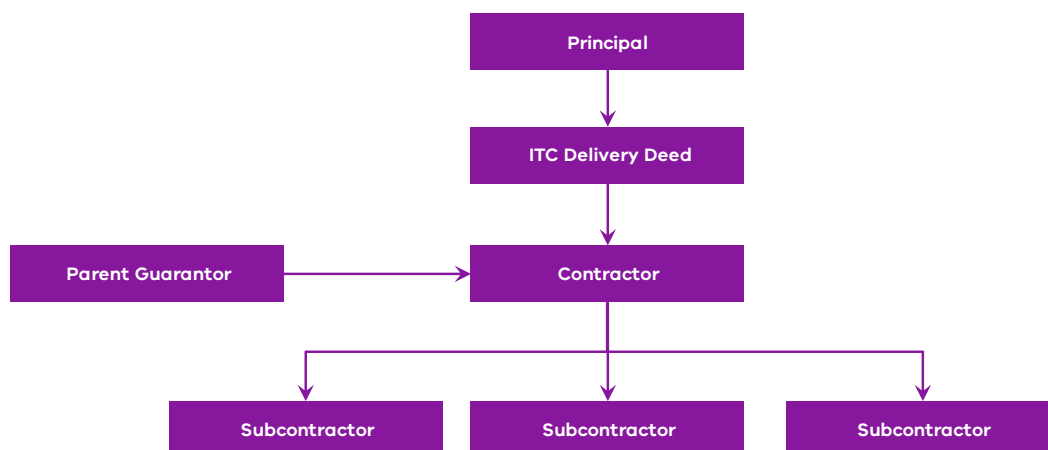 Principal
ITC Delivery Deed
Parent Guarantor
Contractor
Subcontractor
Subcontractor
Subcontractor